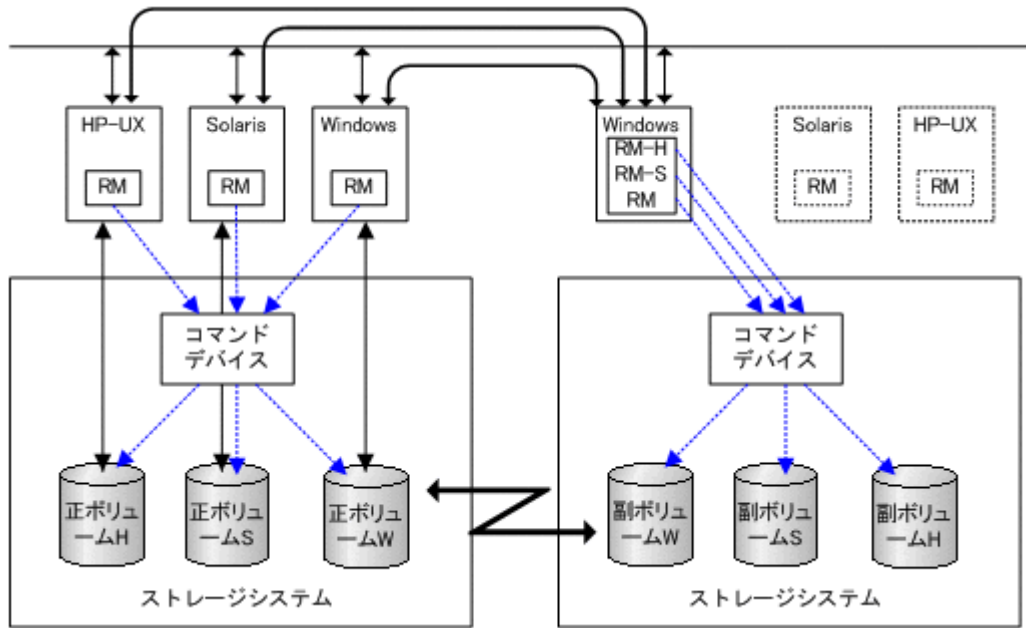 HP-UX
RM
Solaris
RM
Windows
RM
Windows
RM-H
RM-S
RM
Solaris
RM
HP-UX
RM
コマンド
デバイス
正ボリュ
ームH
正ボリュ
ームS
正ボリュ
ームW
ストレージシステム
コマンド
デバイス
副ボリュ
ームW
副ボリュ
ームS
副ボリュ
ームH
ストレージシステム